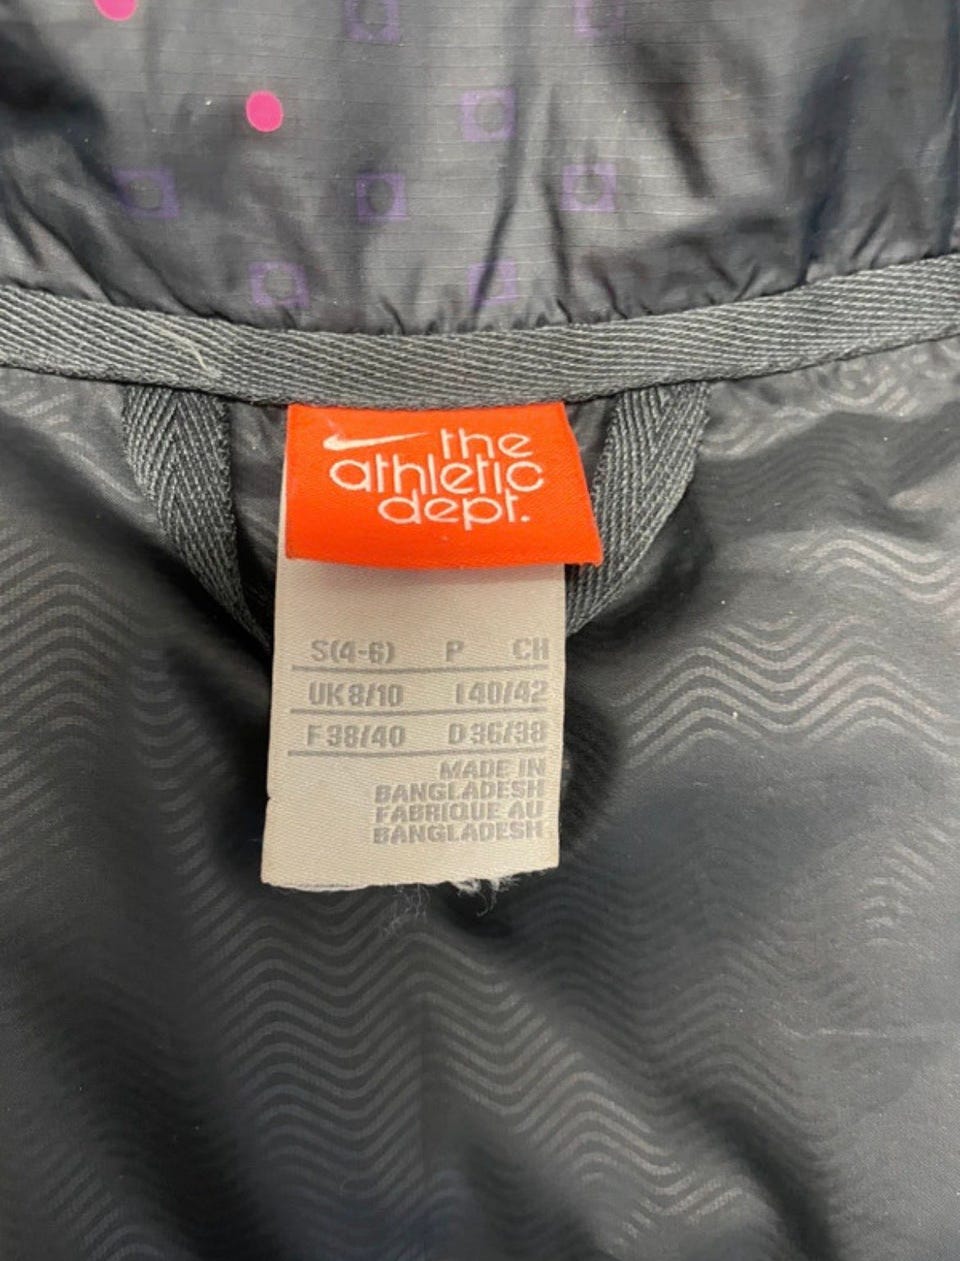 the
athletic
dept.
S(4-6) P CH
UK 8/10 I 40/42
F 38/40 D 36/38
MADE IN
BANGLADESH
FABRIQUE AU
BANGLADESH